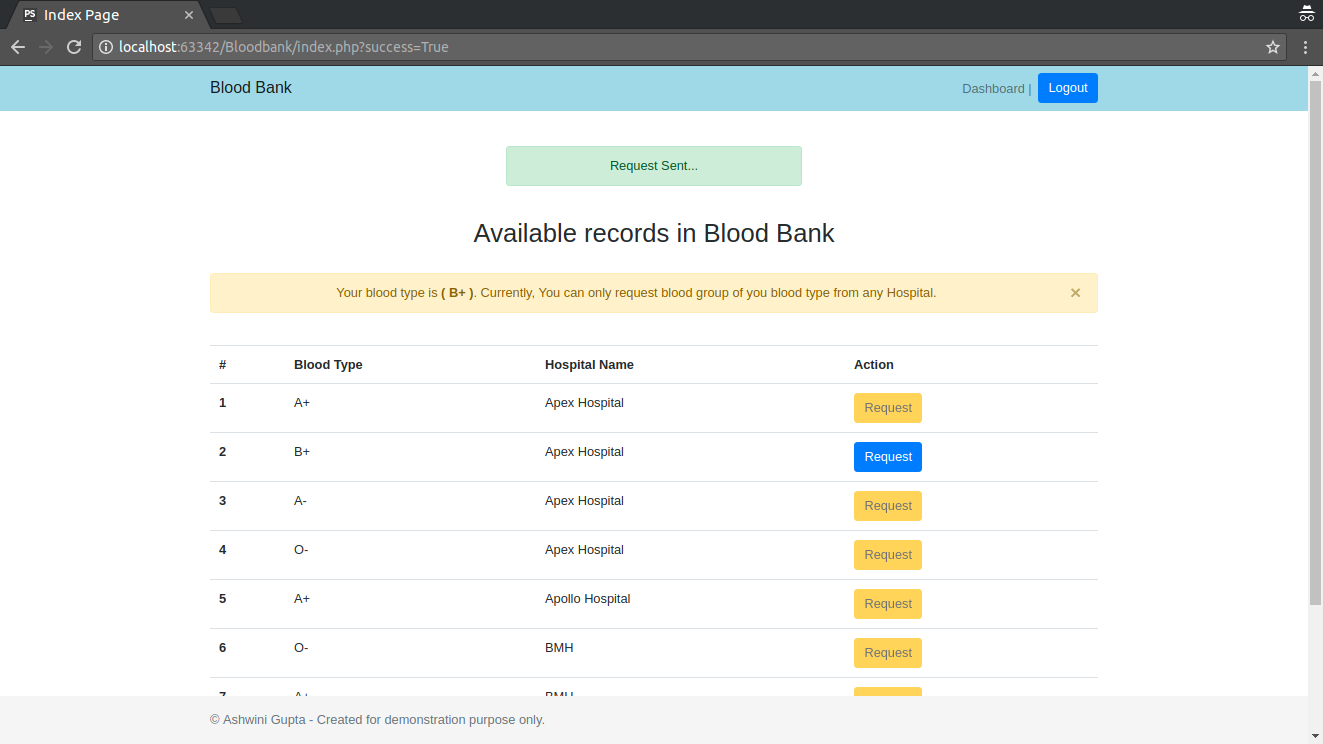 PS Index Page
localhost:63342/Bloodbank/index.php?success=True
Blood Bank Dashboard | Logout
Request Sent...
Available records in Blood Bank
Your blood type is ( B+ ). Currently, You can only request blood group of you blood type from any Hospital. ×
# Blood Type Hospital Name Action
1 A+ Apex Hospital Request
2 B+ Apex Hospital Request
3 A- Apex Hospital Request
4 O- Apex Hospital Request
5 A+ Apollo Hospital Request
6 O- BMH Request
7 A+ BMH
© Ashwini Gupta - Created for demonstration purpose only.